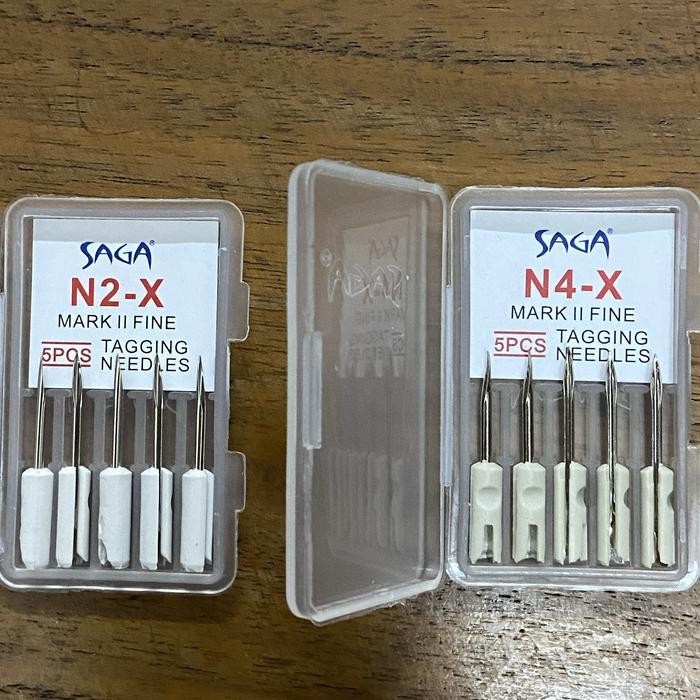 SAGA®
N2-X
MARK II FINE
5PCS TAGGING
NEEDLES
SAGA®
N4-X
MARK II FINE
5PCS TAGGING
NEEDLES